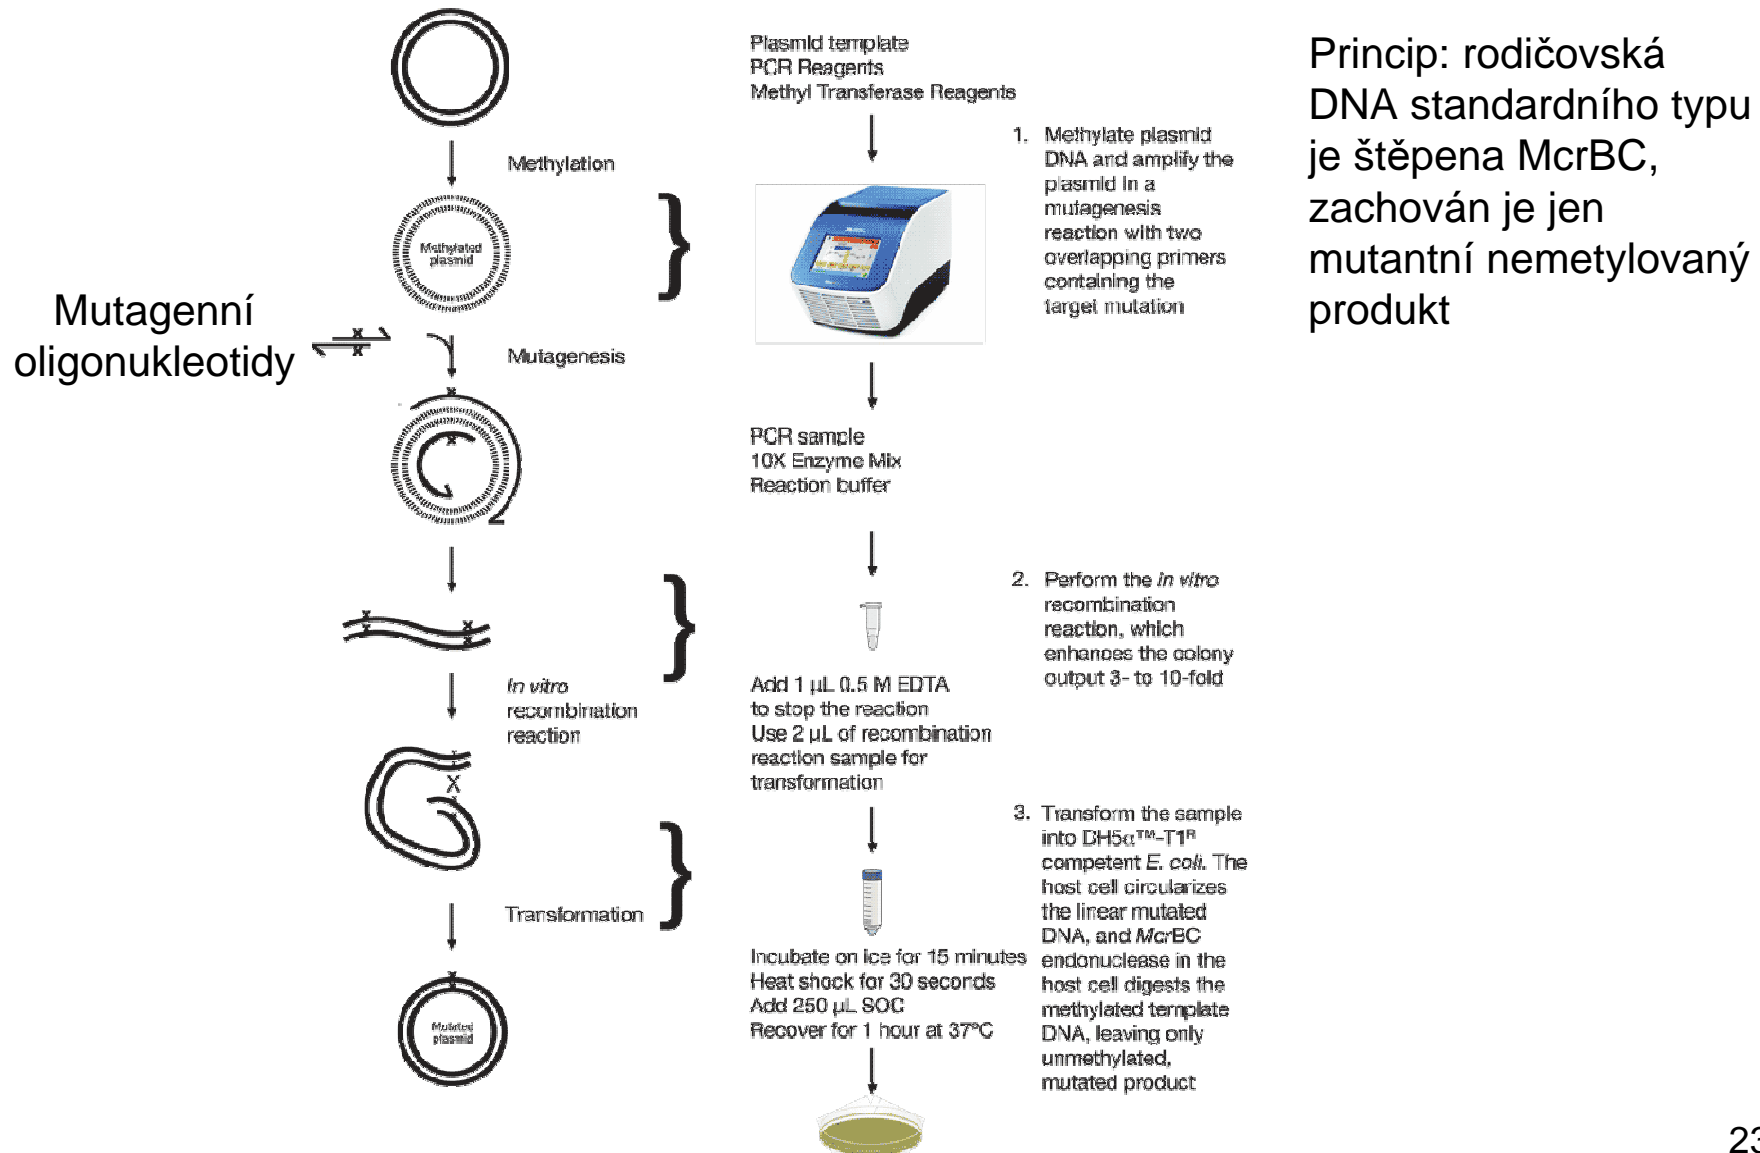 Mutagenní
oligonukleotidy
Methylation
Methylated
plasmid
Mutagenesis
In vitro
recombination
reaction
Transformation
Mutated
plasmid
Plasmid template
PCR Reagents
Methyl Transferase Reagents
PCR sample
10X Enzyme Mix
Reaction buffer
Add 1 µL 0.5 M EDTA
to stop the reaction
Use 2 µL of recombination
reaction sample for
transformation
Incubate on ice for 15 minutes
Heat shock for 30 seconds
Add 250 µL SOC
Recover for 1 hour at 37°C
1. Methylate plasmid
DNA and amplify the
plasmid in a
mutagenesis
reaction with two
overlapping primers
containing the
target mutation
2. Perform the in vitro
recombination
reaction, which
enhances the colony
output 3- to 10-fold
3. Transform the sample
into DH5α™-T1ᴿ
competent E. coli. The
host cell circularizes
the linear mutated
DNA, and McrBC
endonuclease in the
host cell digests the
methylated template
DNA, leaving only
unmethylated,
mutated product
Princip: rodičovská
DNA standardního typu
je štěpena McrBC,
zachován je jen
mutantní nemetylovaný
produkt
23